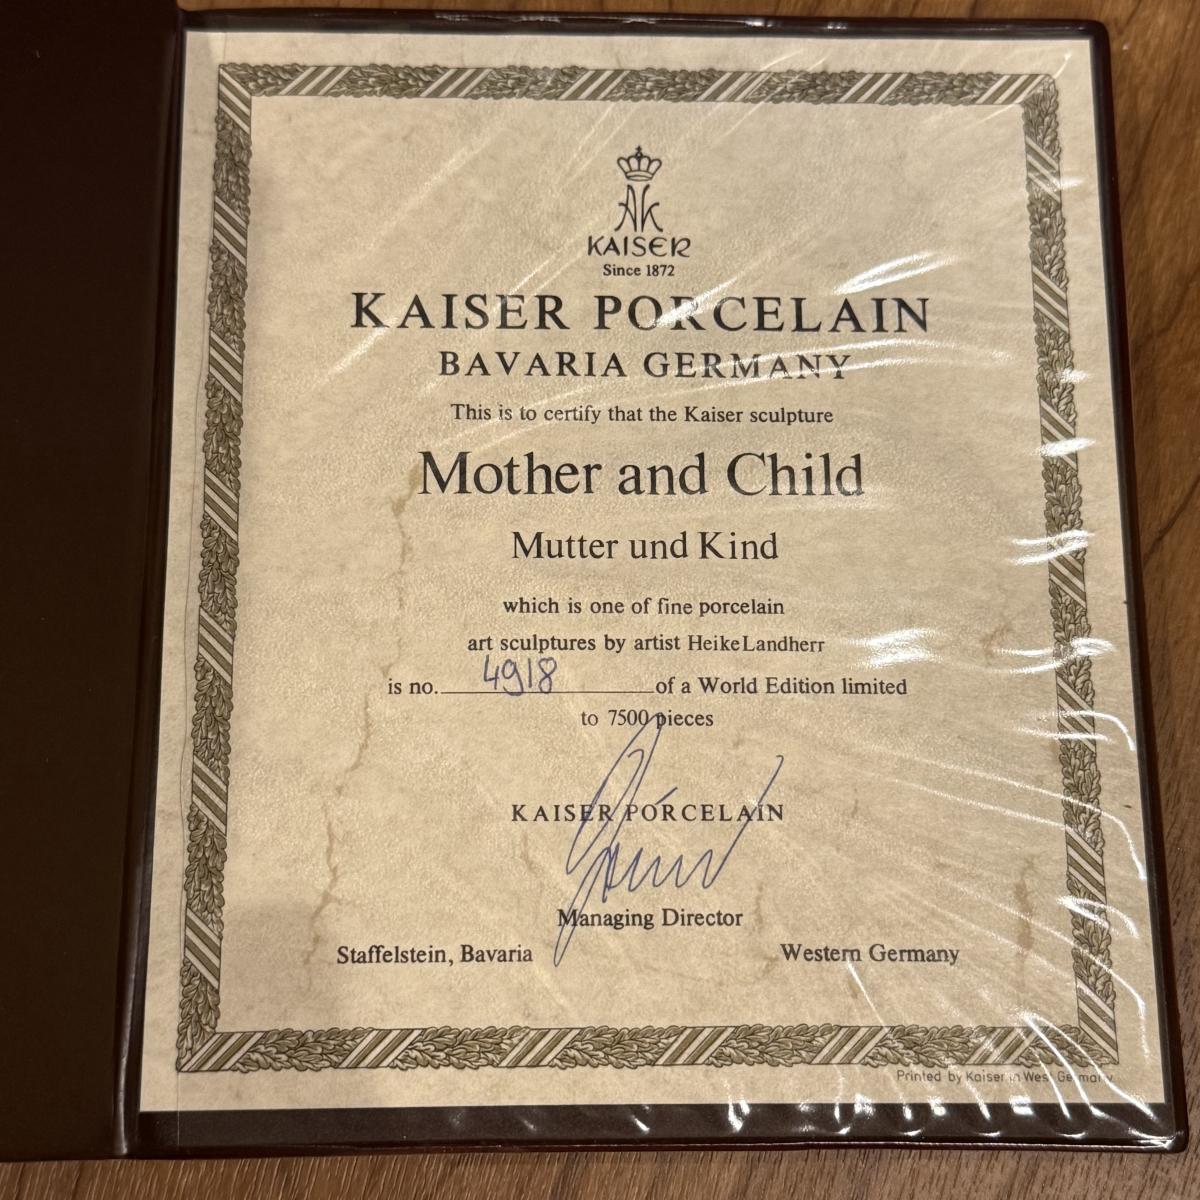 AK
KAISER
Since 1872
KAISER PORCELAIN
BAVARIA GERMANY
This is to certify that the Kaiser sculpture
Mother and Child
Mutter und Kind
which is one of fine porcelain
art sculptures by artist Heike Landherr
is no. 4918 of a World Edition limited
to 7500 pieces
KAISER PORCELAIN
Managing Director
Staffelstein, Bavaria Western Germany
Printed by Kaiser in West Germany